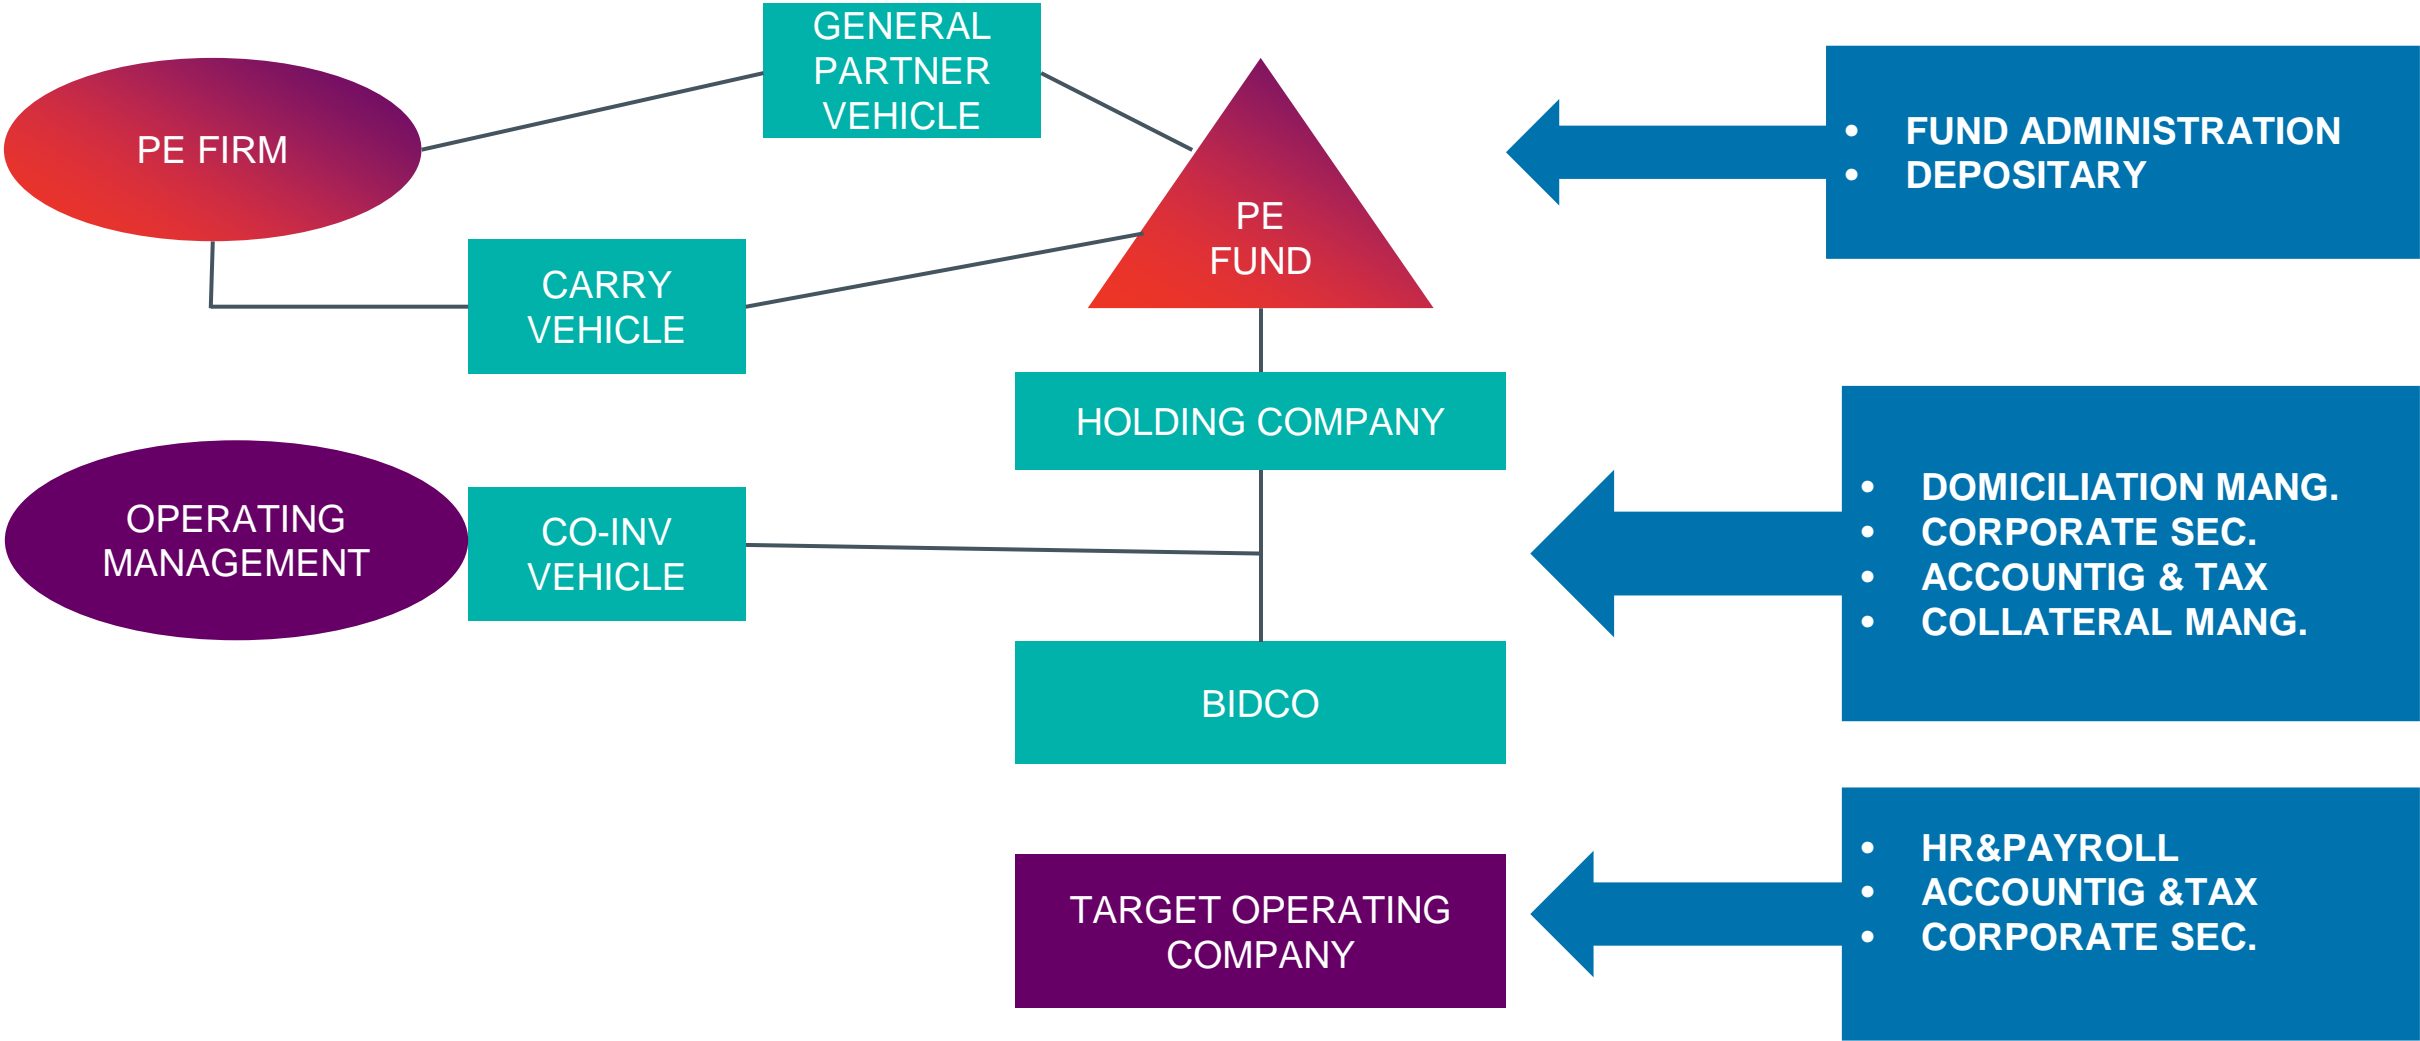 GENERAL
PARTNER
VEHICLE
PE FIRM
PE
FUND
• FUND ADMINISTRATION
• DEPOSITARY
CARRY
VEHICLE
HOLDING COMPANY
OPERATING
MANAGEMENT
CO-INV
VEHICLE
• DOMICILIATION MANG.
• CORPORATE SEC.
• ACCOUNTIG & TAX
• COLLATERAL MANG.
BIDCO
TARGET OPERATING
COMPANY
• HR&PAYROLL
• ACCOUNTIG &TAX
• CORPORATE SEC.